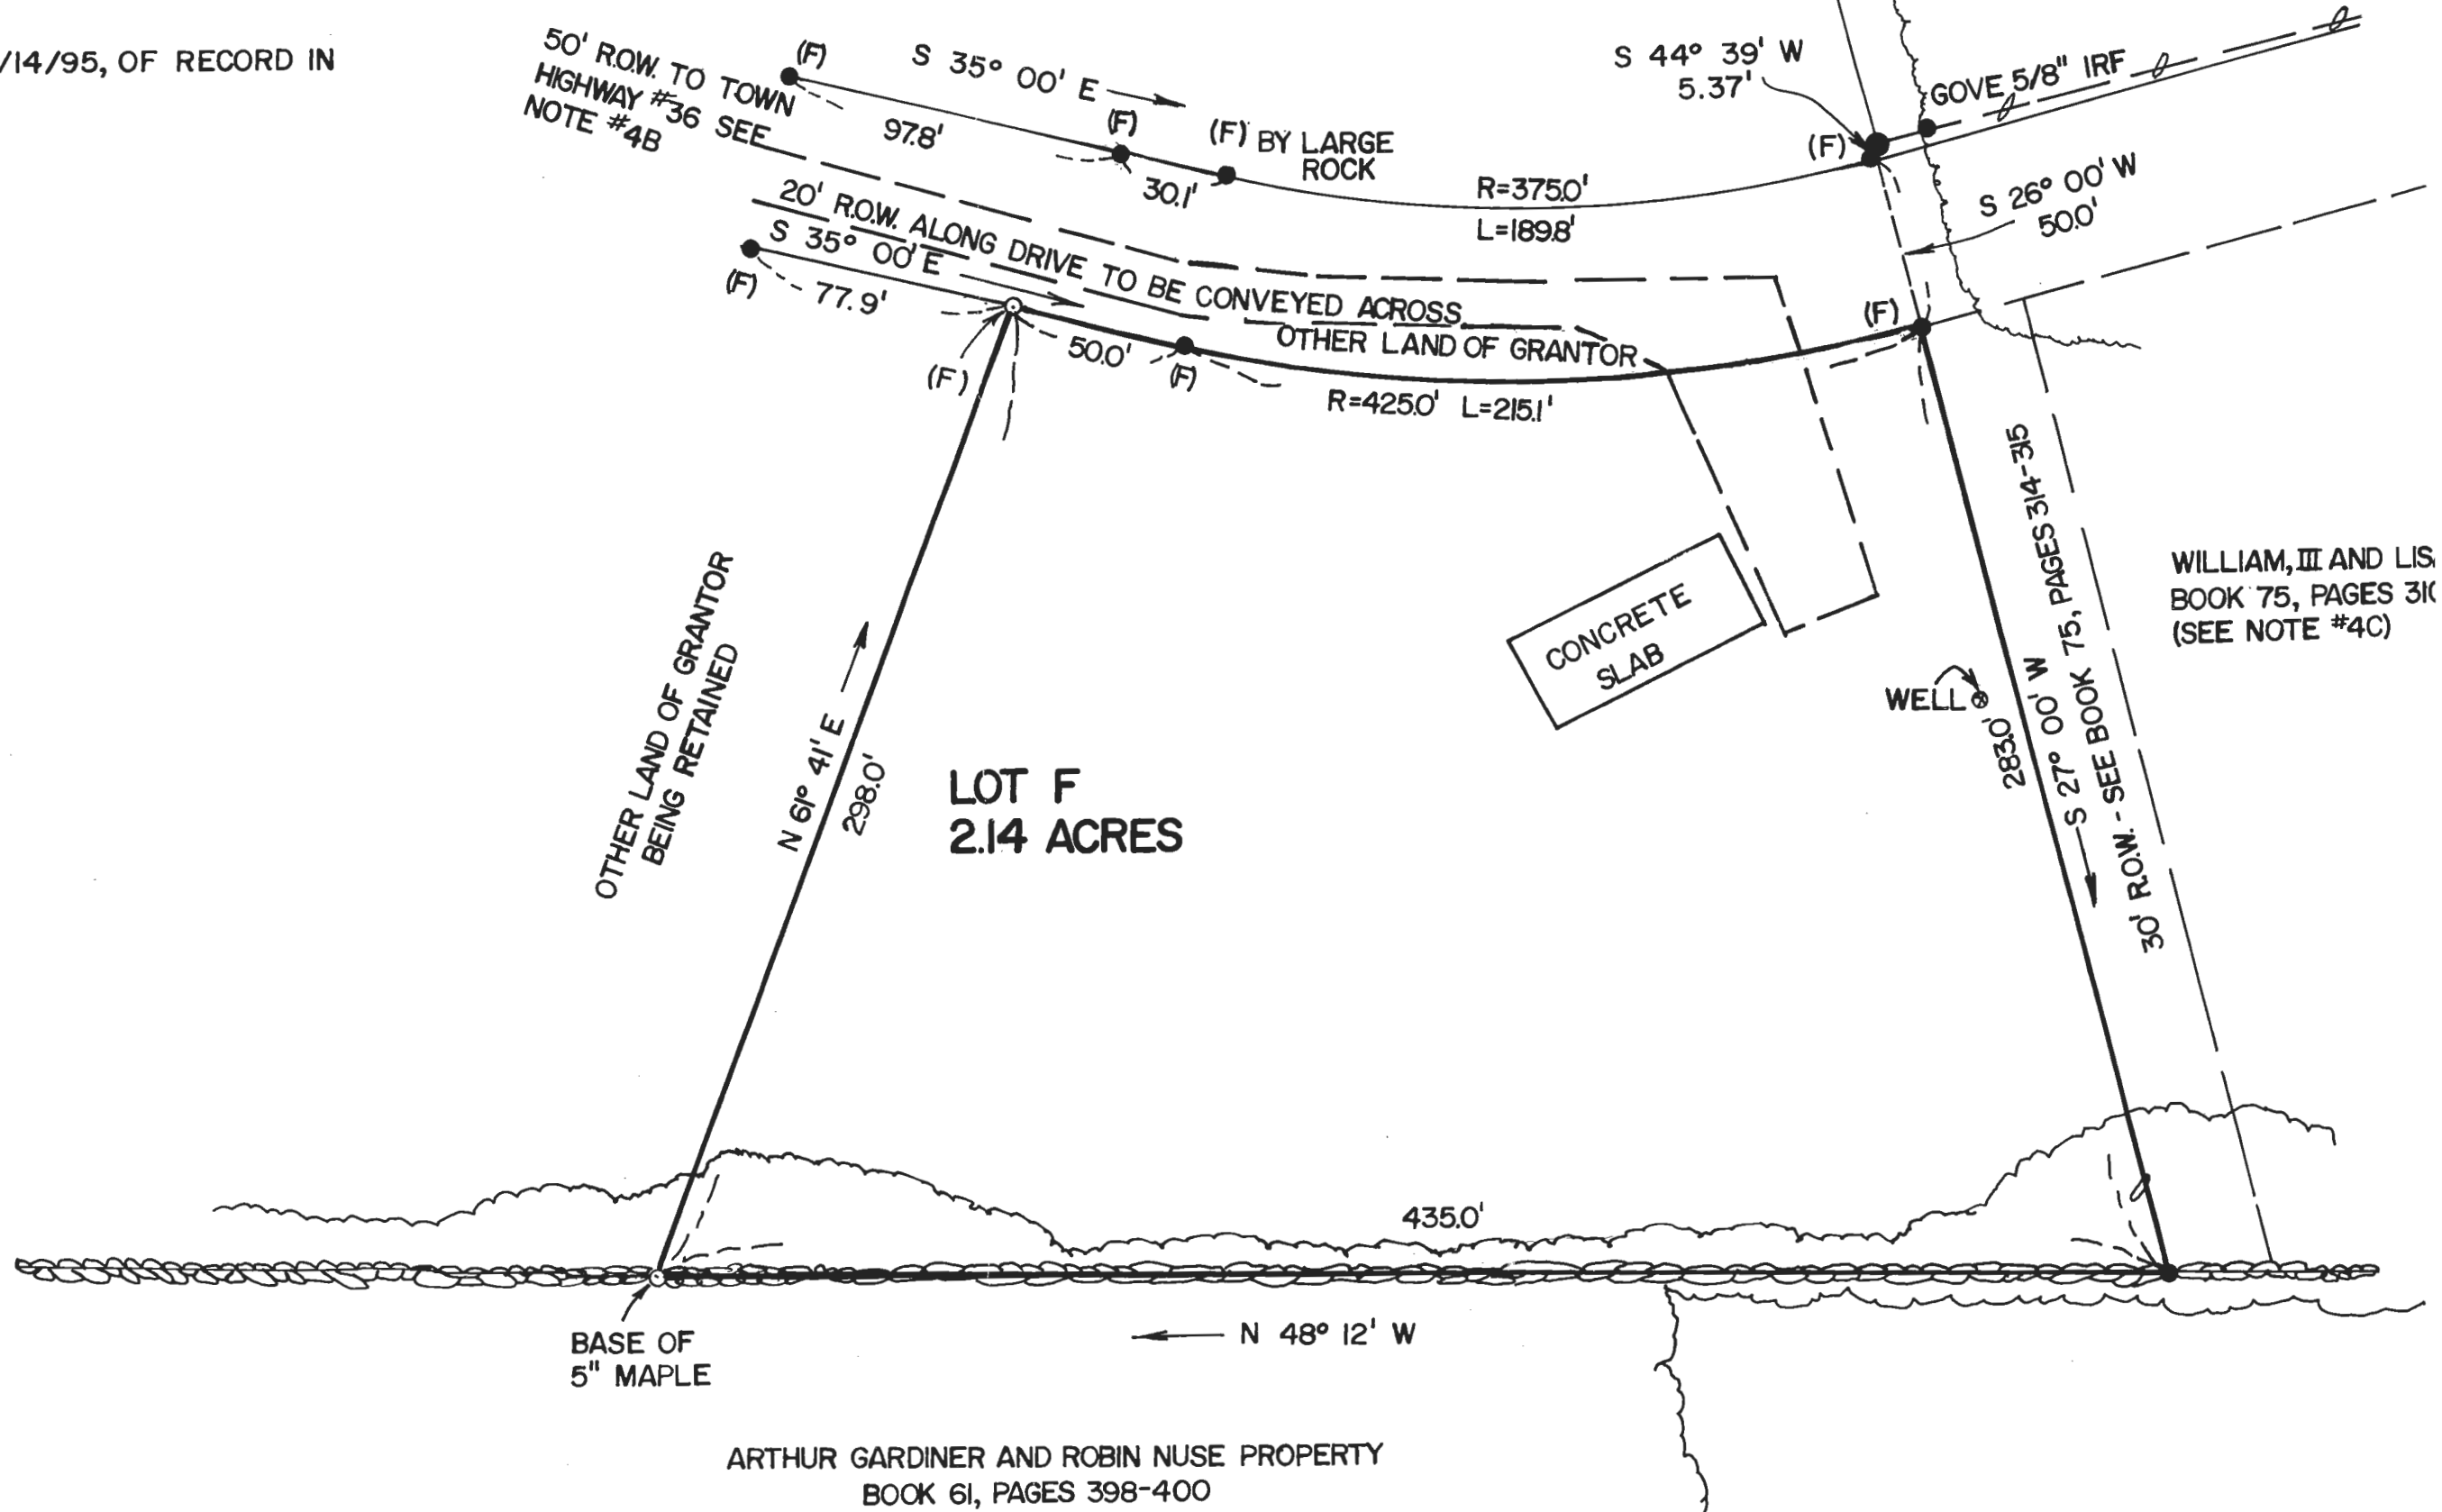 /14/95, OF RECORD IN
50' R.O.W. TO TOWN
HIGHWAY #36 SEE
NOTE #4B
(F)
S 35° 00' E
97.8'
(F)
30.1'
(F) BY LARGE
ROCK
R=375.0'
L=189.8'
S 44° 39' W
5.37'
(F)
GOVE 5/8" IRF
S 26° 00' W
50.0'
20' R.O.W. ALONG DRIVE TO BE CONVEYED ACROSS
OTHER LAND OF GRANTOR
S 35° 00' E
(F)
77.9'
(F)
50.0'
(F)
R=425.0' L=215.1'
(F)
OTHER LAND OF GRANTOR
BEING RETAINED
N 61° 41' E
298.0'
LOT F
2.14 ACRES
CONCRETE
SLAB
WELL
283.0'
S 27° 00' W
30' R.O.W. - SEE BOOK 75, PAGES 314-315
WILLIAM, III AND LIS
BOOK 75, PAGES 31
(SEE NOTE #4C)
435.0'
N 48° 12' W
BASE OF
5" MAPLE
ARTHUR GARDINER AND ROBIN NUSE PROPERTY
BOOK 61, PAGES 398-400